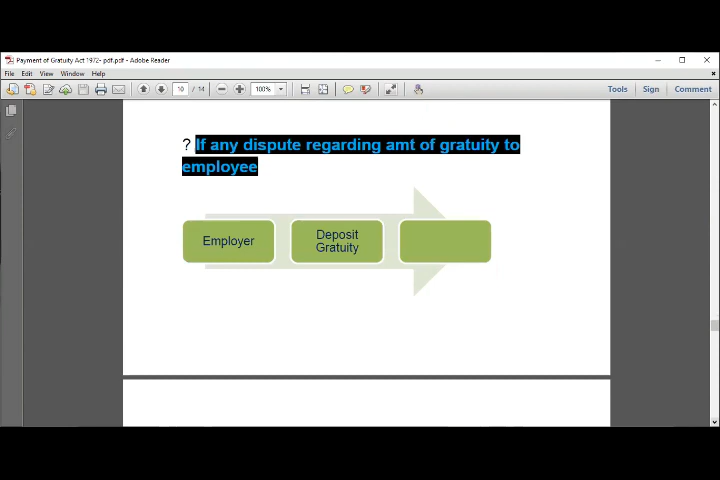 Payment of Gratuity Act 1972- pdf.pdf - Adobe Reader
File Edit View Window Help
10 / 14 100% Tools Sign Comment
? If any dispute regarding amt of gratuity to
employee
Employer
Deposit
Gratuity